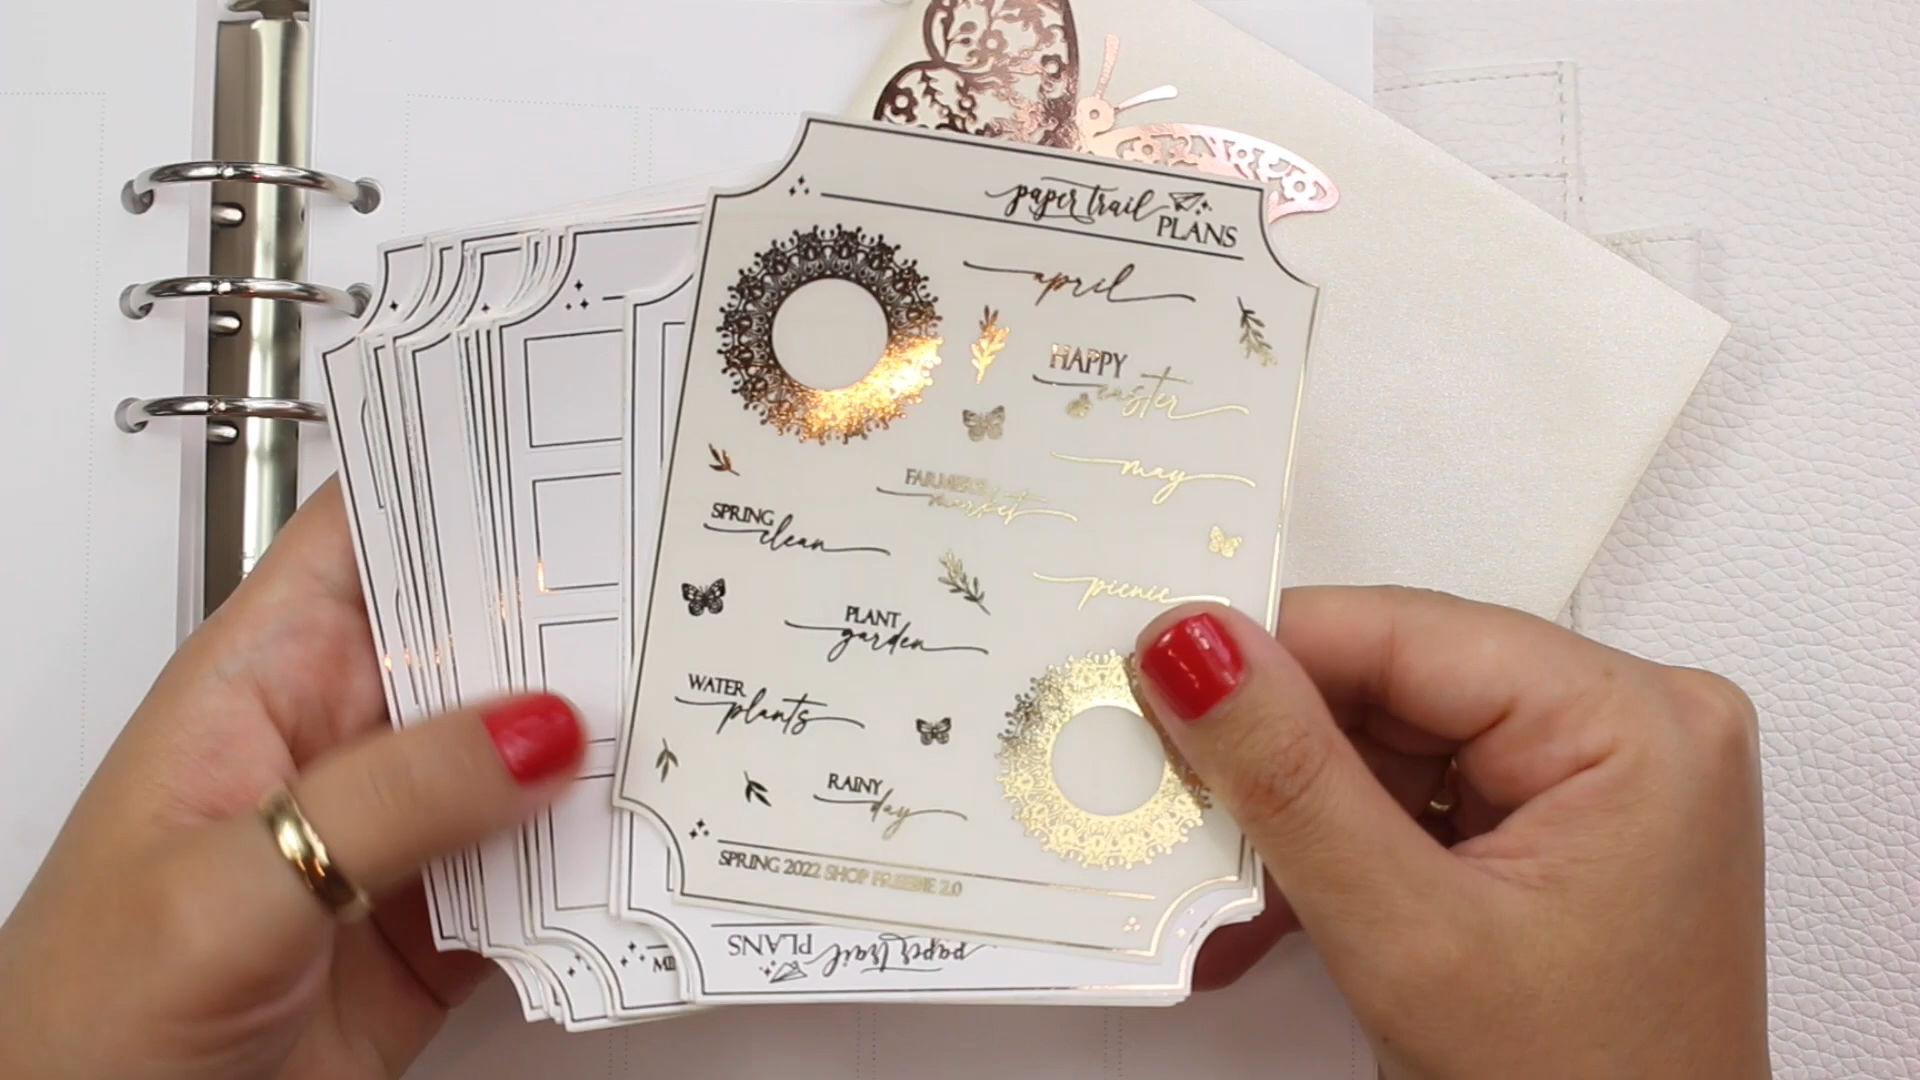 paper trail
PLANS
april
HAPPY
easter
may
FARMER'S
market
SPRING
clean
picnic
PLANT
garden
WATER
plants
RAINY
day
SPRING 2022 SHOP FREEBIE 2.0
paper trail
PLANS